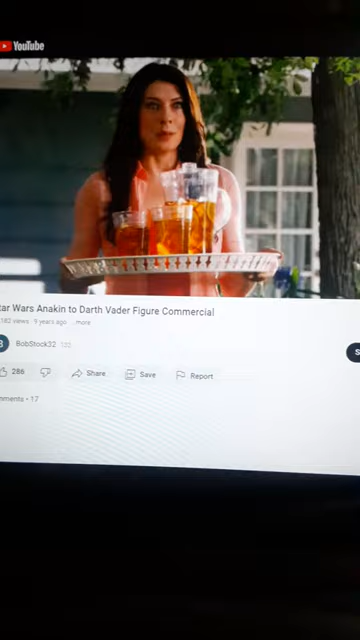 YouTube
tar Wars Anakin to Darth Vader Figure Commercial
182 views 9 years ago ...more
BobStock32
286 Share Save Report
mments • 17